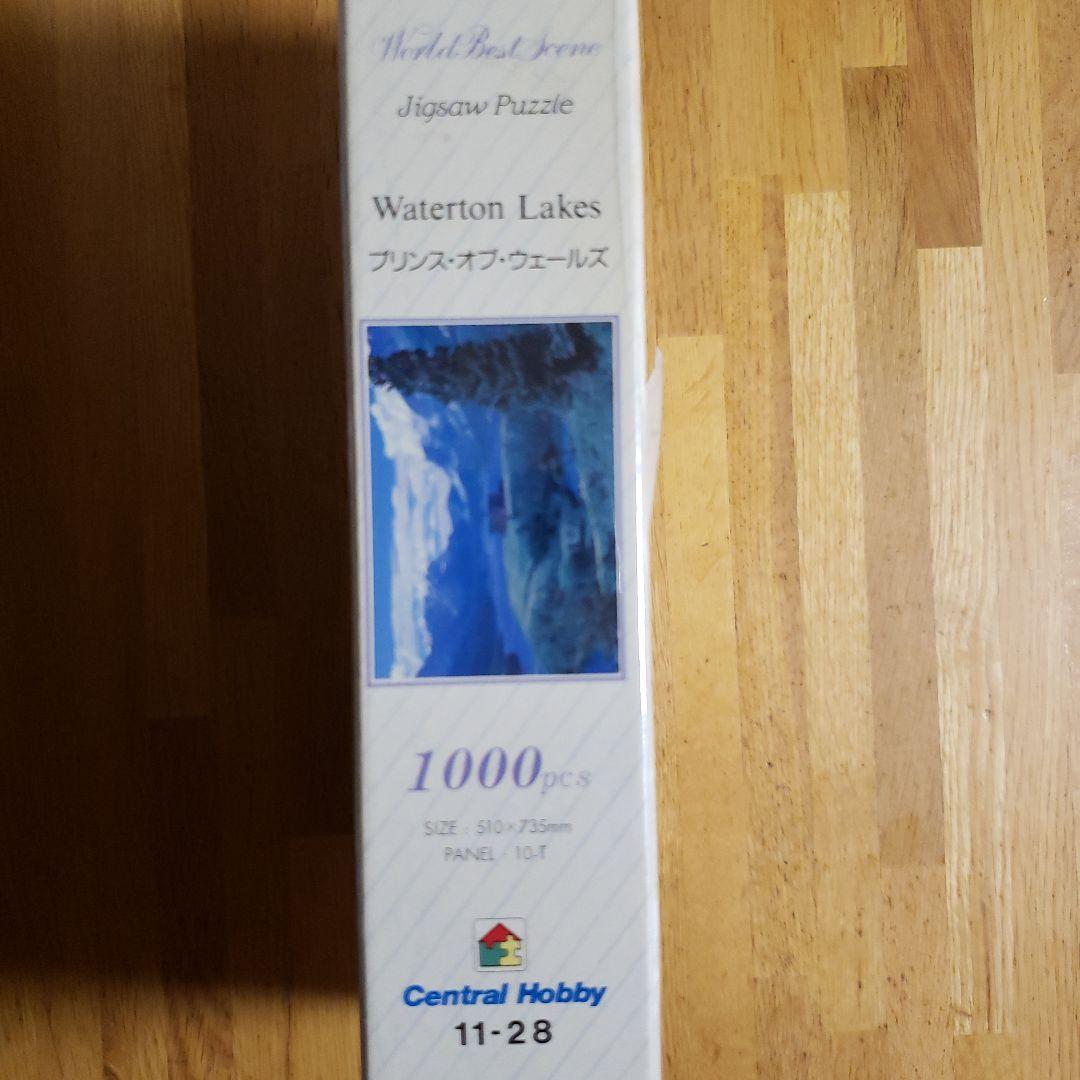 World Best Scene
Jigsaw Puzzle
Waterton Lakes
プリンス・オブ・ウェールズ
1000pcs
SIZE : 510×735mm
PANEL : 10-T
Central Hobby
11-28